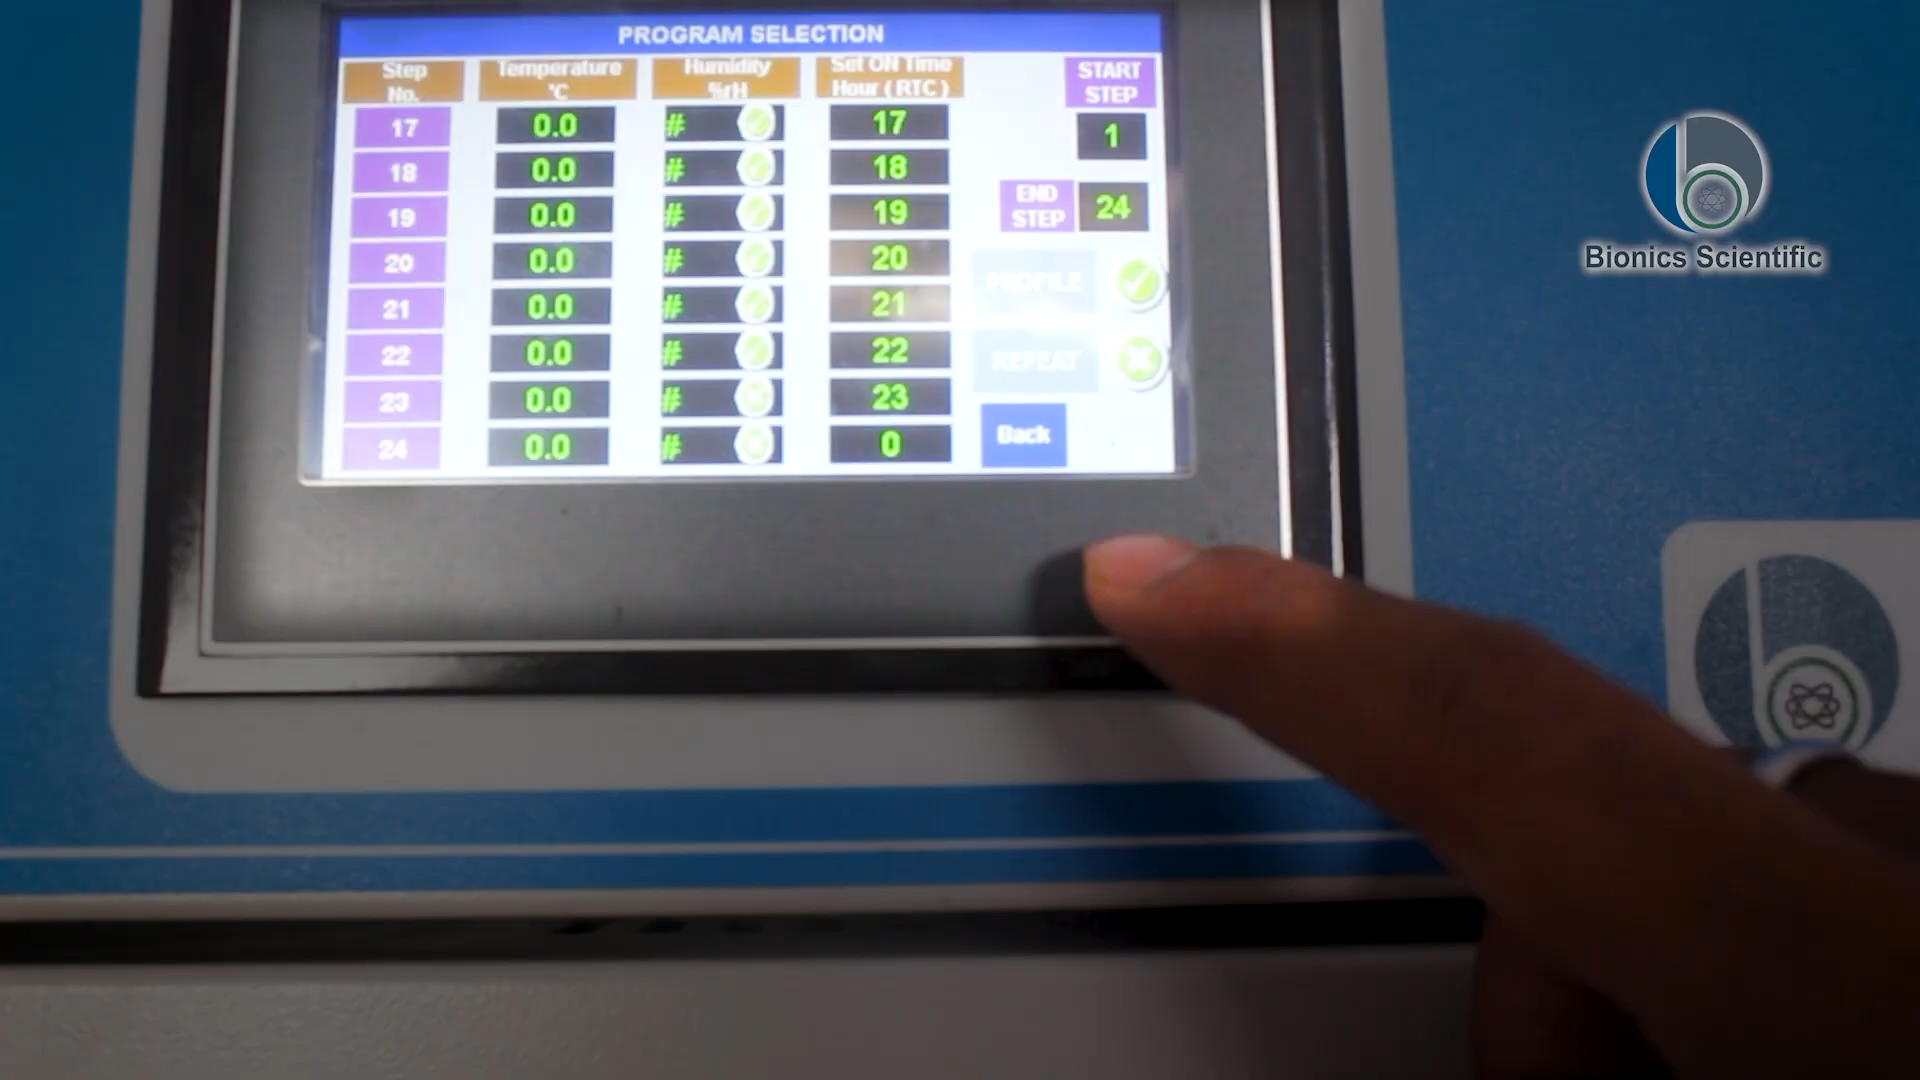 PROGRAM SELECTION
Step No.
Temperature 'C
Humidity %rH
Set ON Time Hour ( RTC )
START STEP
17 0.0 # 17
1
18 0.0 # 18
19 0.0 # 19
END STEP
24
20 0.0 # 20
PROFILE
21 0.0 # 21
22 0.0 # 22
REPEAT
23 0.0 # 23
24 0.0 # 0
Back
Bionics Scientific